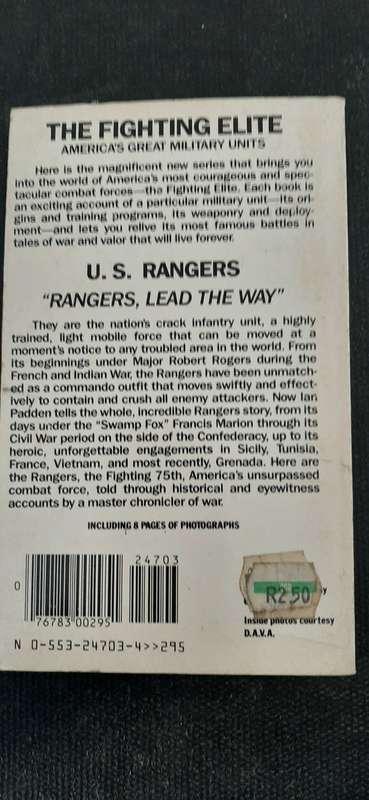 THE FIGHTING ELITE
AMERICA'S GREAT MILITARY UNITS
Here is the magnificent new series that brings you
into the world of America's most courageous and spec-
tacular combat forces—the Fighting Elite. Each book is
an exciting account of a particular military unit—its ori-
gins and training programs, its weaponry and deploy-
ment—and lets you relive its most famous battles in
tales of war and valor that will live forever.
U. S. RANGERS
"RANGERS, LEAD THE WAY"
They are the nation's crack infantry unit, a highly
trained, light mobile force that can be moved at a
moment's notice to any troubled area in the world. From
its beginnings under Major Robert Rogers during the
French and Indian War, the Rangers have been unmatch-
ed as a commando outfit that moves swiftly and effect-
ively to contain and crush all enemy attackers. Now Ian
Padden tells the whole, incredible Rangers story, from its
days under the "Swamp Fox" Francis Marion through its
Civil War period on the side of the Confederacy, up to its
heroic, unforgettable engagements in Sicily, Tunisia,
France, Vietnam, and most recently, Grenada. Here are
the Rangers, the Fighting 75th, America's unsurpassed
combat force, told through historical and eyewitness
accounts by a master chronicler of war.
INCLUDING 8 PAGES OF PHOTOGRAPHS
24703
0
76783 00295
R2 50
Inside photos courtesy
D.A.V.A.
N 0-553-24703-4>>295